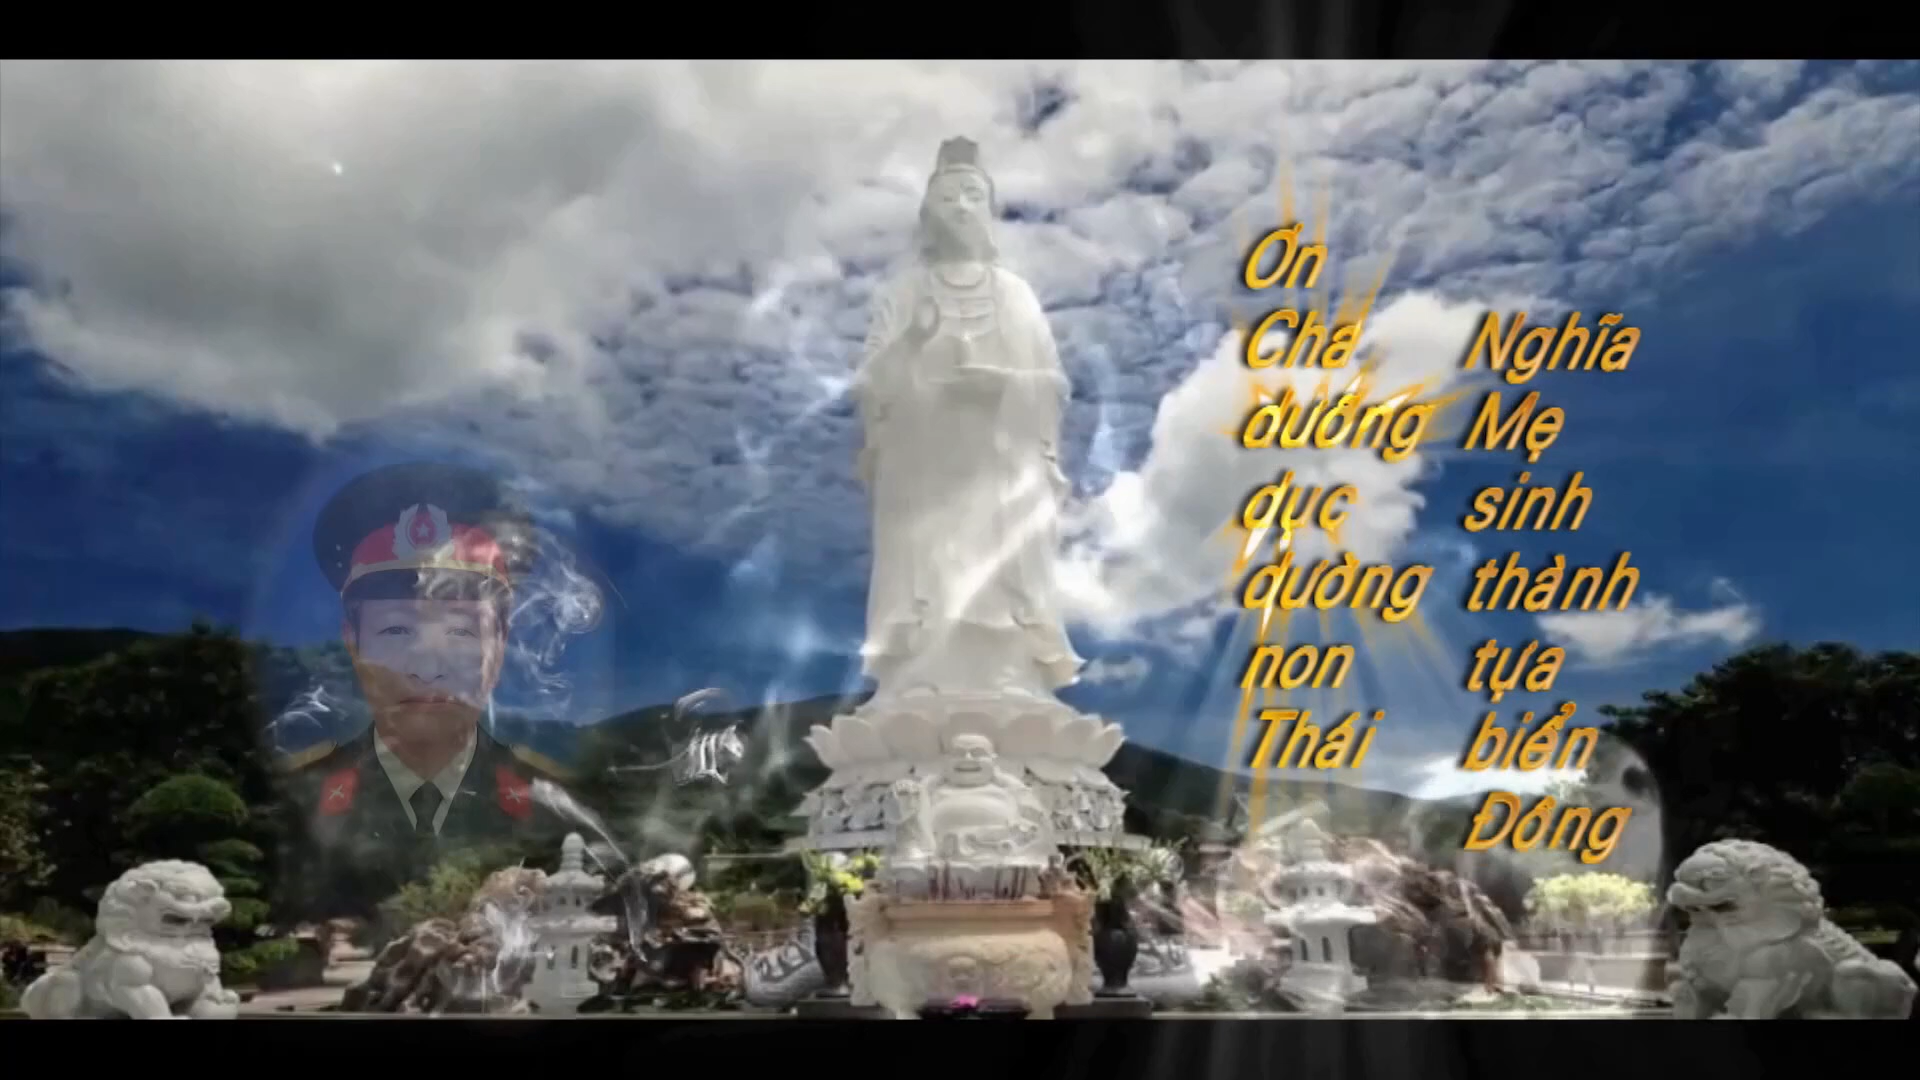 Ơn
Cha
dưỡng
dục
dường
non
Thái
Nghĩa
Mẹ
sinh
thành
tựa
biển
Đông